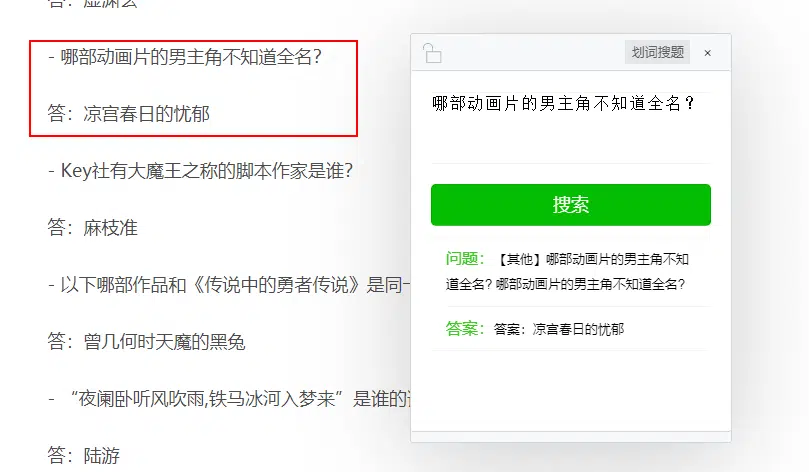 答：虚渊玄
- 哪部动画片的男主角不知道全名？
答：凉宫春日的忧郁
- Key社有大魔王之称的脚本作家是谁？
答：麻枝准
- 以下哪部作品和《传说中的勇者传说》是同一
答：曾几何时天魔的黑兔
- “夜阑卧听风吹雨,铁马冰河入梦来”是谁的
答：陆游
划词搜题 ×
哪部动画片的男主角不知道全名？
搜索
问题： 【其他】哪部动画片的男主角不知
道全名？哪部动画片的男主角不知道全名？
答案： 答案：凉宫春日的忧郁